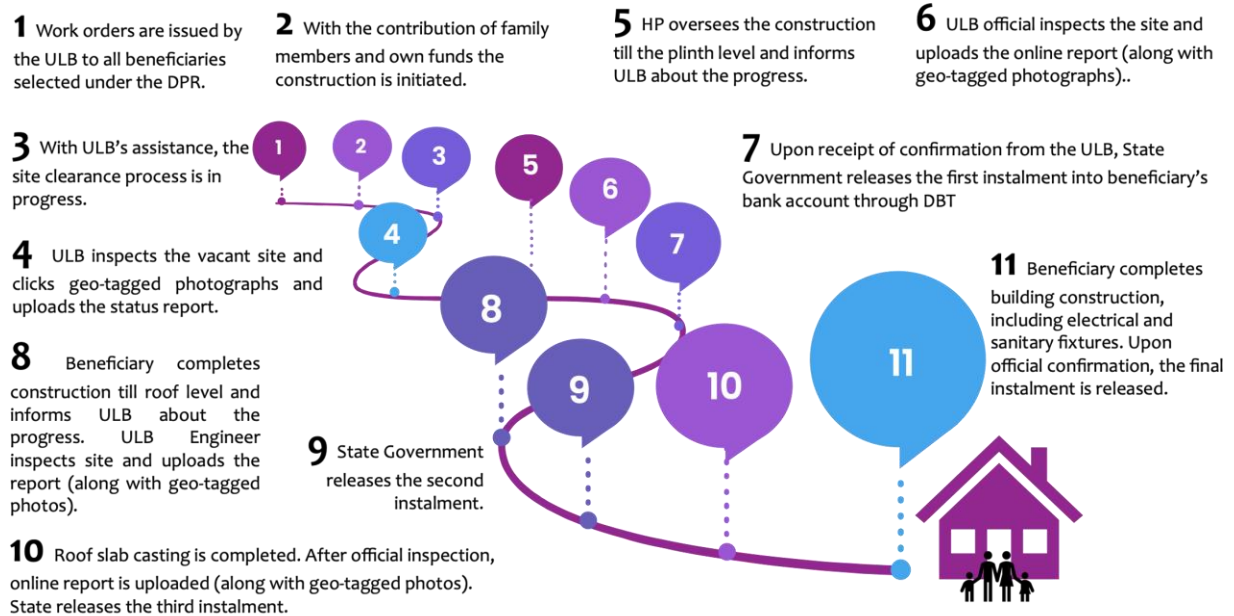 1 Work orders are issued by
the ULB to all beneficiaries
selected under the DPR.
2 With the contribution of family
members and own funds the
construction is initiated.
5 HP oversees the construction
till the plinth level and informs
ULB about the progress.
6 ULB official inspects the site and
uploads the online report (along with
geo-tagged photographs)..
3 With ULB's assistance, the
site clearance process is in
progress.
7 Upon receipt of confirmation from the ULB, State
Government releases the first instalment into beneficiary's
bank account through DBT
4 ULB inspects the vacant site and
clicks geo-tagged photographs and
uploads the status report.
11 Beneficiary completes
building construction,
including electrical and
sanitary fixtures. Upon
official confirmation, the final
instalment is released.
8 Beneficiary completes
construction till roof level and
informs ULB about the
progress. ULB Engineer
inspects site and uploads the
report (along with geo-tagged
photos).
9 State Government
releases the second
instalment.
10 Roof slab casting is completed. After official inspection,
online report is uploaded (along with geo-tagged photos).
State releases the third instalment.
1
2
3
4
5
6
7
8
9
10
11